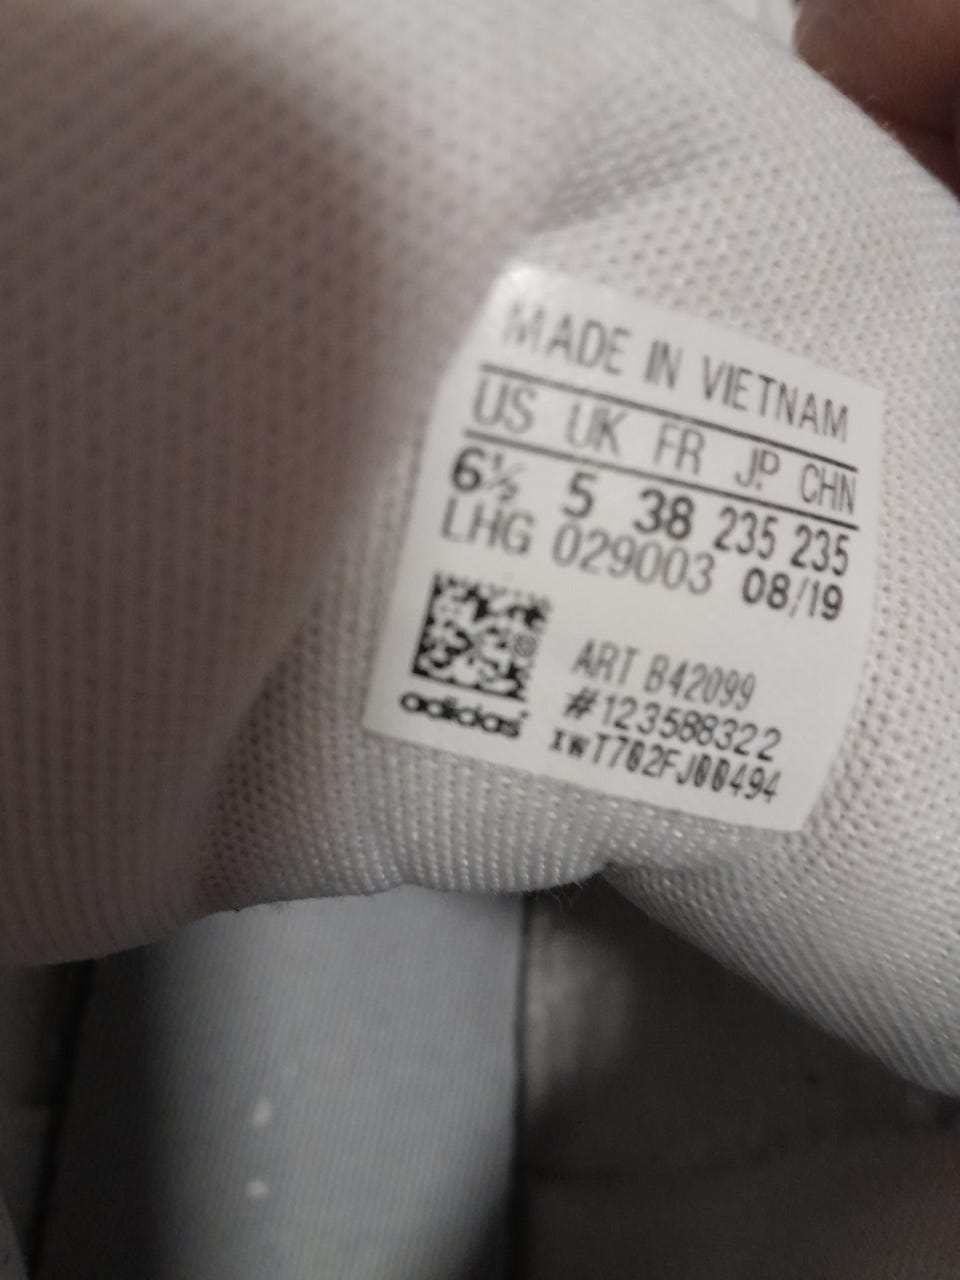 MADE IN VIETNAM
US UK FR JP CHN
6½ 5 38 235 235
LHG 029003 08/19
ART B42099
#123588322
xwT702FJ00494
adidas